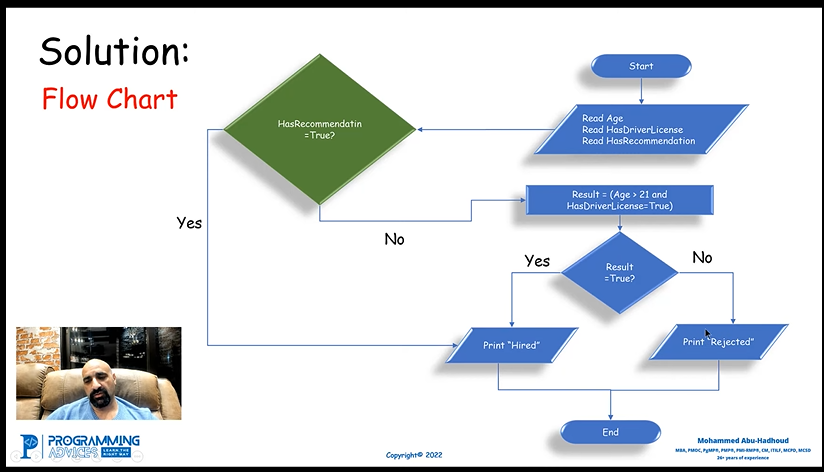 Solution:
Flow Chart
Start
HasRecommendatin
=True?
Read Age
Read HasDriverLicense
Read HasRecommendation
Result = (Age > 21 and
HasDriverLicense=True)
Yes
No
Result
=True?
Yes
No
Print "Hired"
Print "Rejected"
End
PROGRAMMING
ADVICES
LEARN THE
RIGHT WAY
Copyright© 2022
Mohammed Abu-Hadhoud
MBA, PMOC, PgMP®, PMP®, PMI-RMP®, CM, ITILF, MCPD, MCSD
26+ years of experience